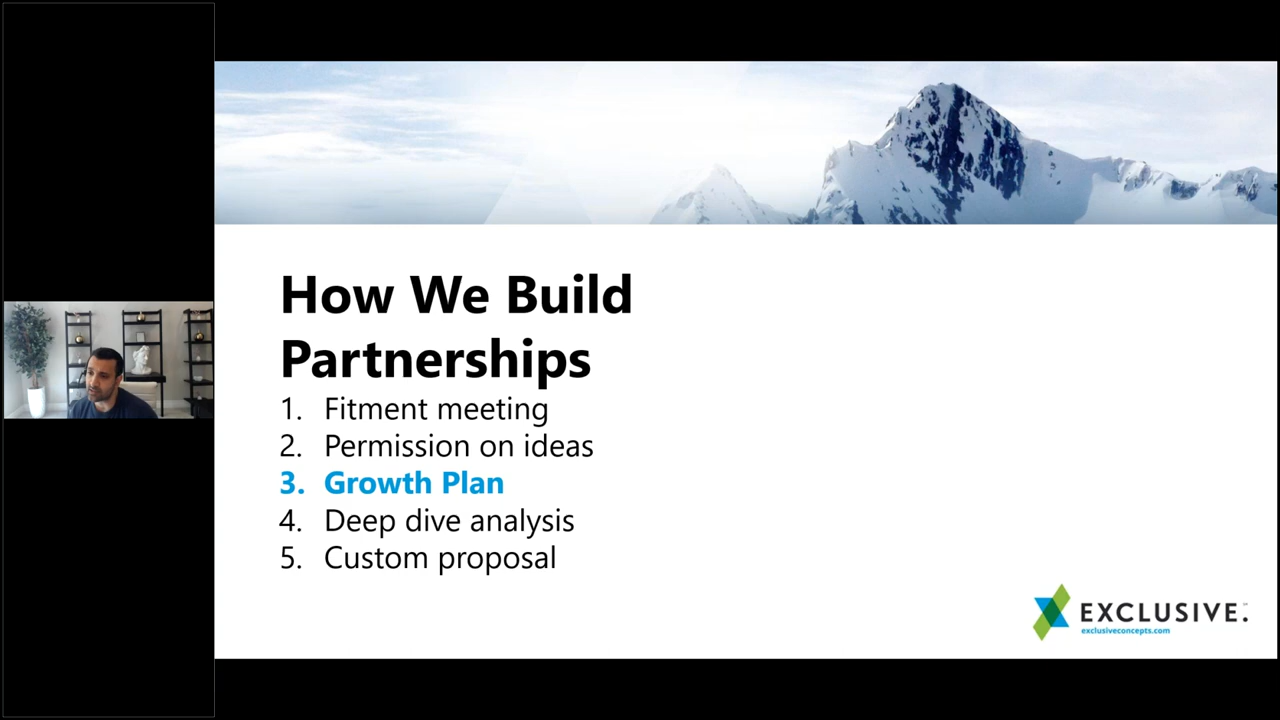 How We Build
Partnerships
1. Fitment meeting
2. Permission on ideas
3. Growth Plan
4. Deep dive analysis
5. Custom proposal
EXCLUSIVE.
exclusiveconcepts.com